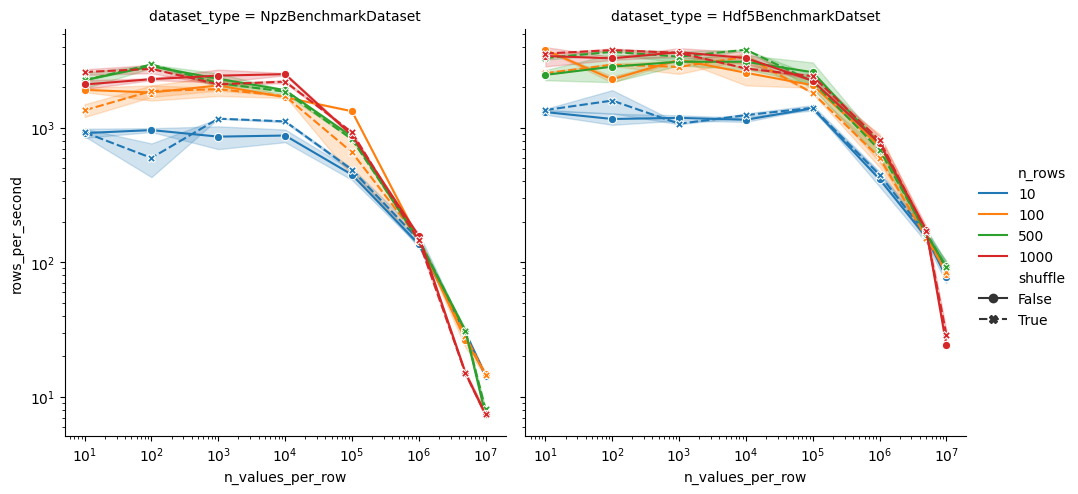 dataset_type = NpzBenchmarkDataset
dataset_type = Hdf5BenchmarkDatset
rows_per_second
10³
10²
10¹
10¹ 10² 10³ 10⁴ 10⁵ 10⁶ 10⁷
n_values_per_row
10¹ 10² 10³ 10⁴ 10⁵ 10⁶ 10⁷
n_values_per_row
n_rows
10
100
500
1000
shuffle
False
True